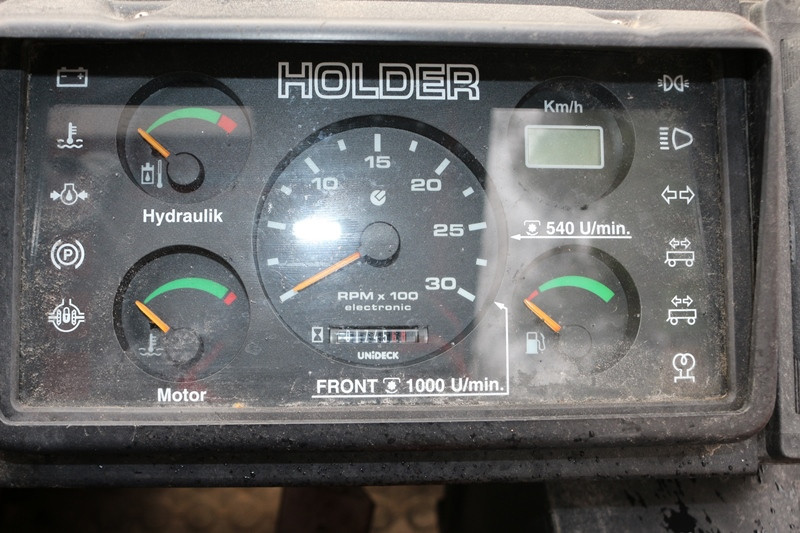 HOLDER
Km/h
15
10
20
25
30
Hydraulik
540 U/min.
RPM x 100
electronic
P
UNiDECK
FRONT 1000 U/min.
Motor